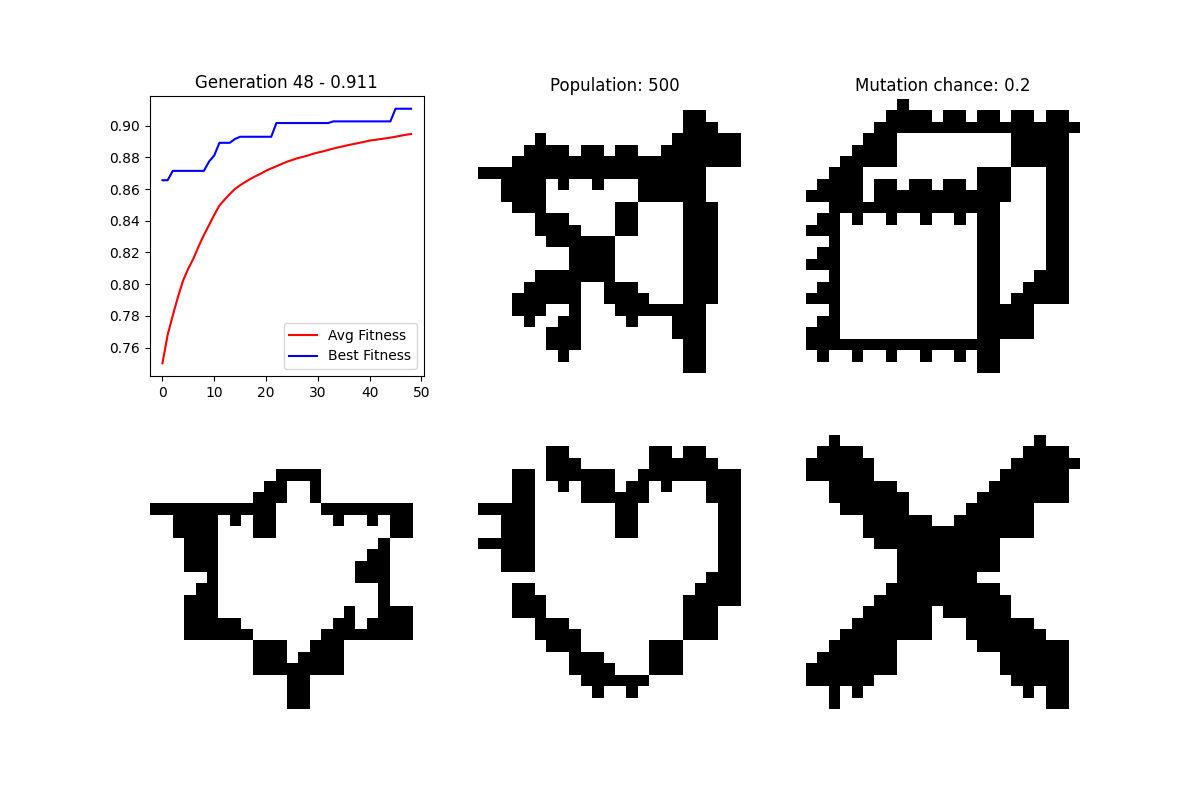 Generation 48 - 0.911
Population: 500
Mutation chance: 0.2
0.90
0.88
0.86
0.84
0.82
0.80
0.78
0.76
Avg Fitness
Best Fitness
0 10 20 30 40 50